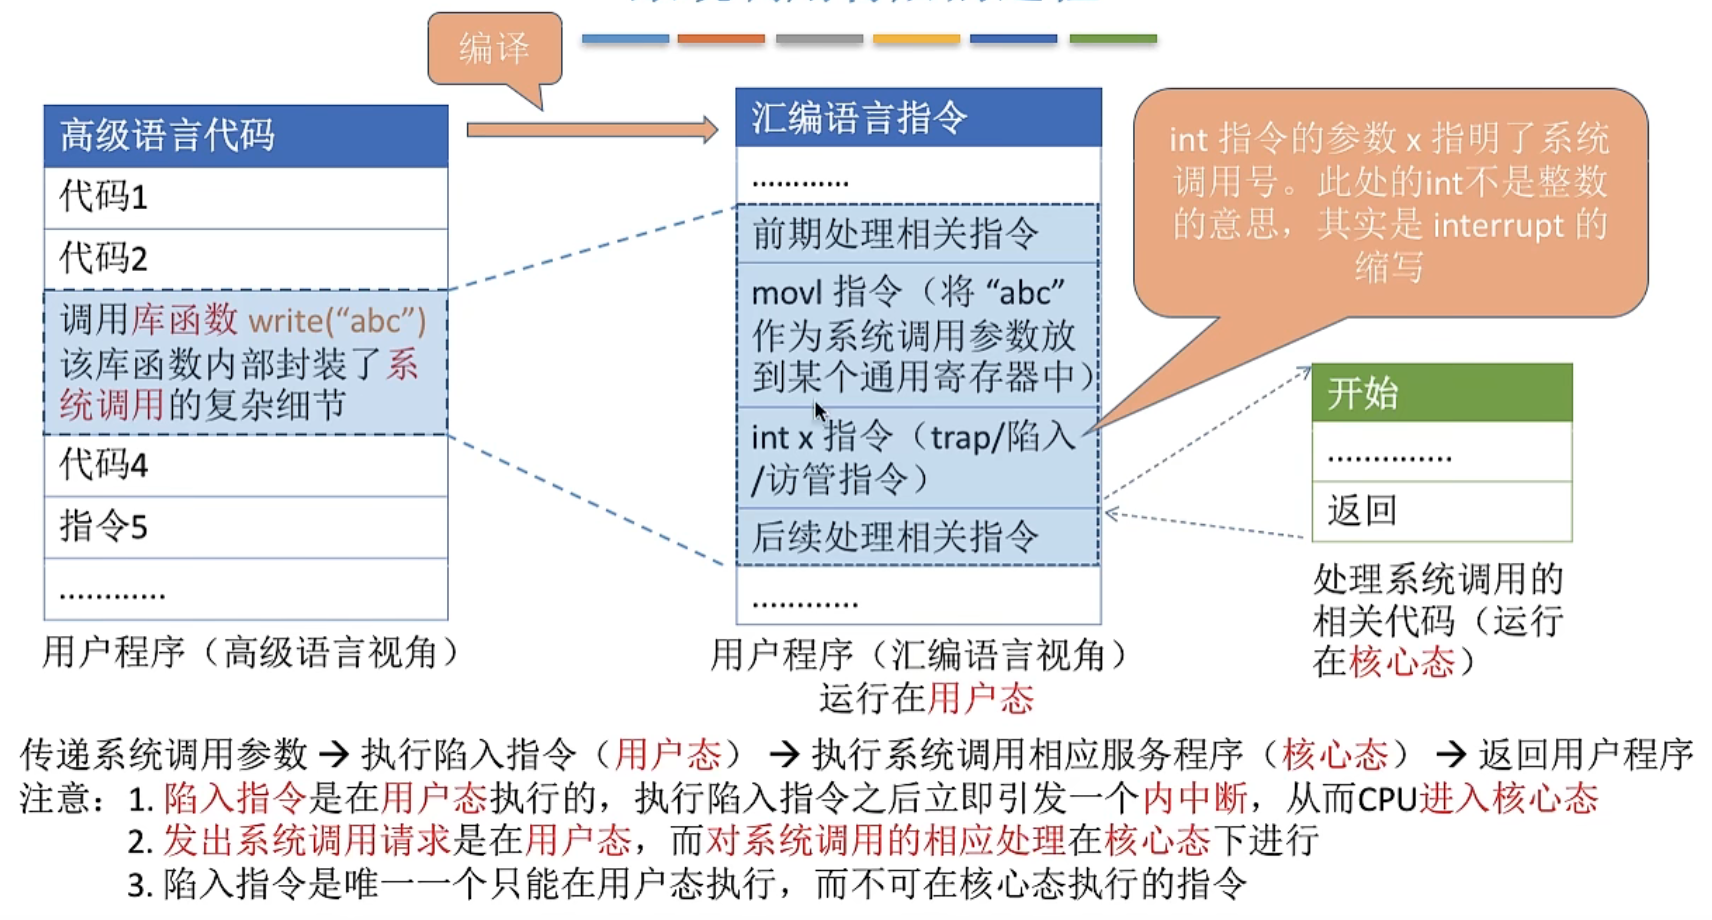 编译
高级语言代码
代码1
代码2
调用库函数 write(“abc”)
该库函数内部封装了系
统调用的复杂细节
代码4
指令5
............
用户程序（高级语言视角）
汇编语言指令
............
前期处理相关指令
movl 指令（将 “abc”
作为系统调用参数放
到某个通用寄存器中）
int x 指令（trap/陷入
/访管指令）
后续处理相关指令
............
用户程序（汇编语言视角）
运行在用户态
int 指令的参数 x 指明了系统
调用号。此处的int不是整数
的意思，其实是 interrupt 的
缩写
开始
..............
返回
处理系统调用的
相关代码（运行
在核心态）
传递系统调用参数 → 执行陷入指令（用户态） → 执行系统调用相应服务程序（核心态） → 返回用户程序
注意：1. 陷入指令是在用户态执行的，执行陷入指令之后立即引发一个内中断，从而CPU进入核心态
2. 发出系统调用请求是在用户态，而对系统调用的相应处理在核心态下进行
3. 陷入指令是唯一一个只能在用户态执行，而不可在核心态执行的指令